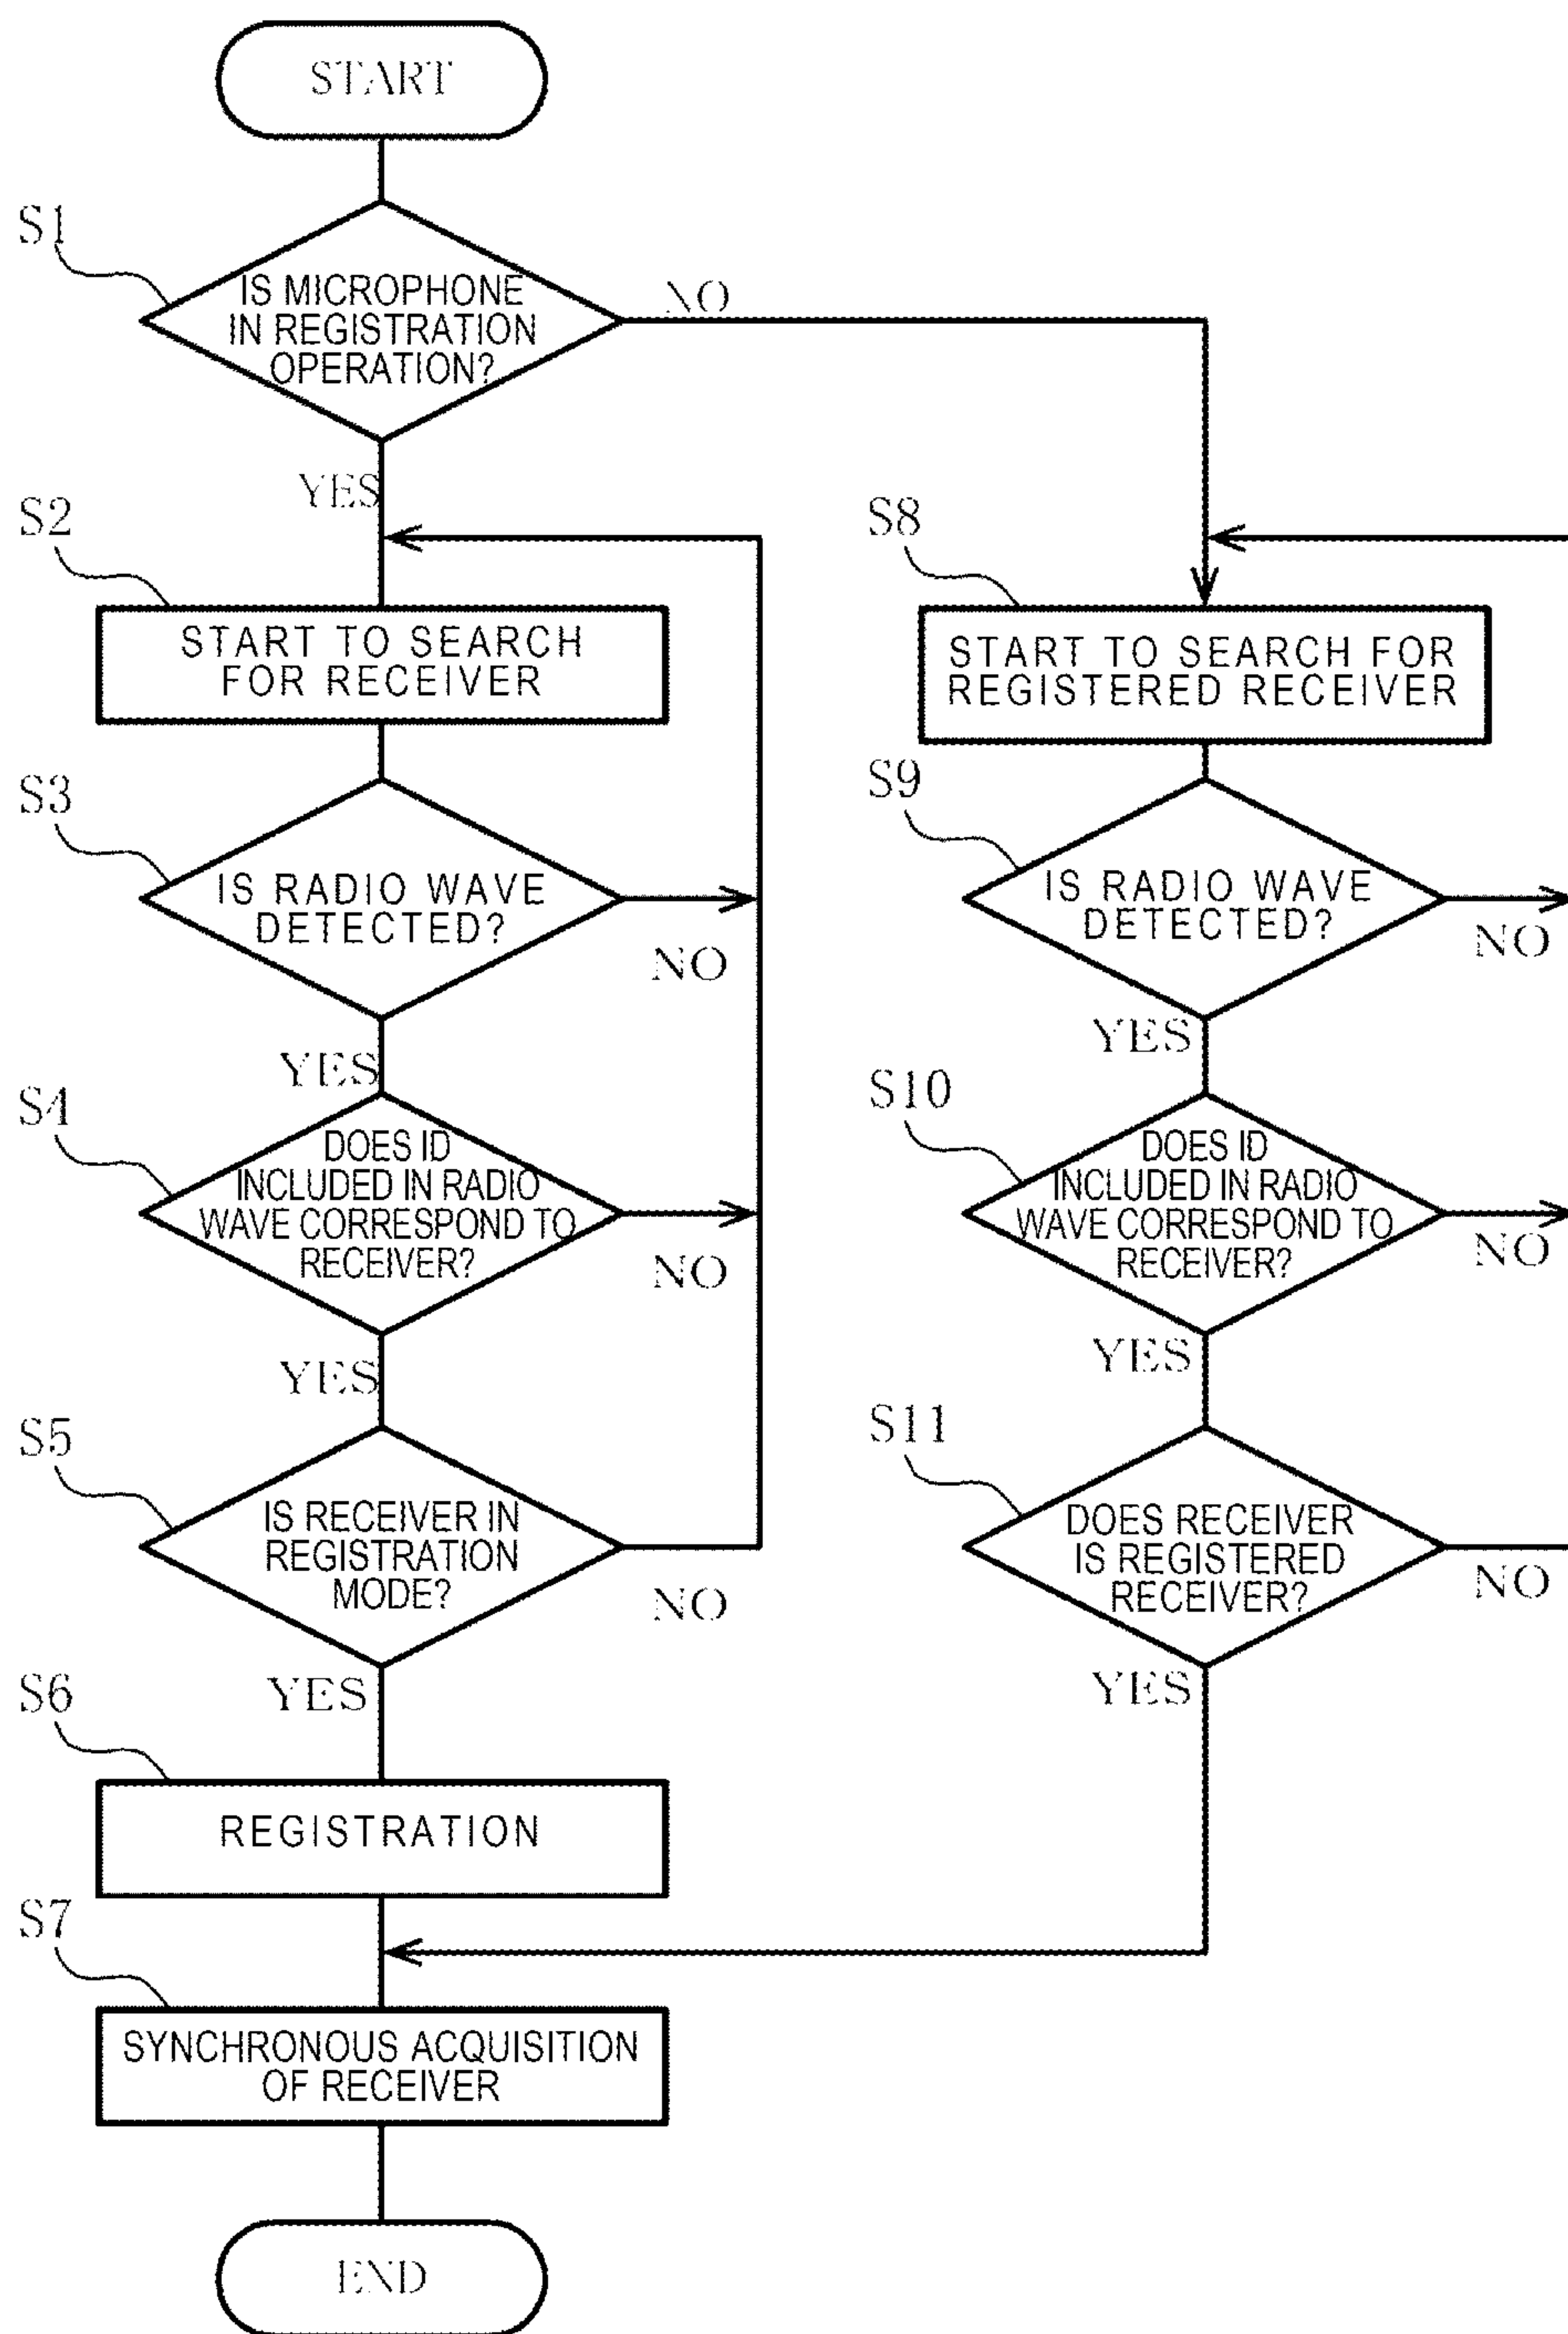 START
S1
IS MICROPHONE
IN REGISTRATION
OPERATION?
NO
YES
S2
START TO SEARCH
FOR RECEIVER
S3
IS RADIO WAVE
DETECTED?
NO
YES
S4
DOES ID
INCLUDED IN RADIO
WAVE CORRESPOND TO
RECEIVER?
NO
YES
S5
IS RECEIVER IN
REGISTRATION
MODE?
NO
YES
S6
REGISTRATION
S7
SYNCHRONOUS ACQUISITION
OF RECEIVER
END
S8
START TO SEARCH FOR
REGISTERED RECEIVER
S9
IS RADIO WAVE
DETECTED?
NO
YES
S10
DOES ID
INCLUDED IN RADIO
WAVE CORRESPOND TO
RECEIVER?
NO
YES
S11
DOES RECEIVER
IS REGISTERED
RECEIVER?
NO
YES